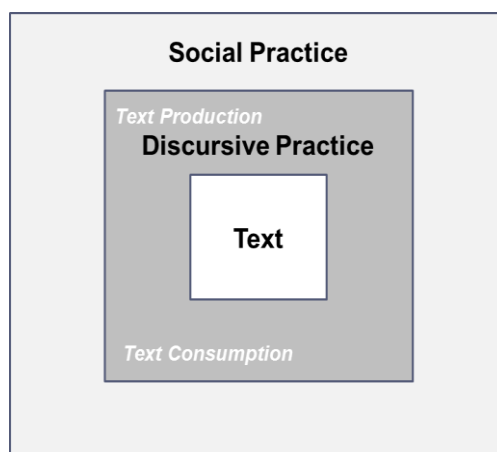 Social Practice
Text Production
Discursive Practice
Text
Text Consumption